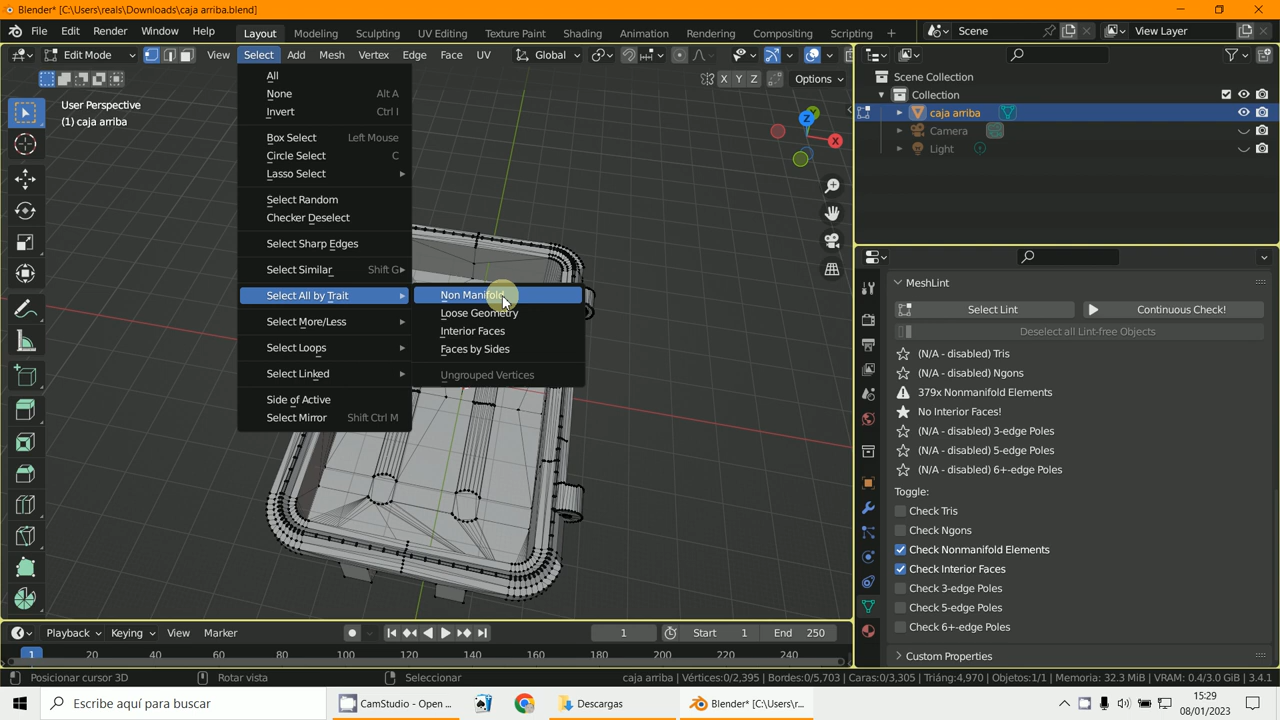 Blender* [C:\Users\reals\Downloads\caja arriba.blend]
File Edit Render Window Help Layout Modeling Sculpting UV Editing Texture Paint Shading Animation Rendering Compositing Scripting + Scene View Layer
Edit Mode View Select Add Mesh Vertex Edge Face UV Global
X Y Z Options
User Perspective
(1) caja arriba
All
None Alt A
Invert Ctrl I
Box Select Left Mouse
Circle Select C
Lasso Select
Select Random
Checker Deselect
Select Sharp Edges
Select Similar Shift G
Select All by Trait
Select More/Less
Select Loops
Select Linked
Side of Active
Select Mirror Shift Ctrl M
Non Manifold
Loose Geometry
Interior Faces
Faces by Sides
Ungrouped Vertices
Z
X
Scene Collection
Collection
caja arriba
Camera
Light
MeshLint
Select Lint Continuous Check!
Deselect all Lint-free Objects
(N/A - disabled) Tris
(N/A - disabled) Ngons
379x Nonmanifold Elements
No Interior Faces!
(N/A - disabled) 3-edge Poles
(N/A - disabled) 5-edge Poles
(N/A - disabled) 6+-edge Poles
Toggle:
Check Tris
Check Ngons
Check Nonmanifold Elements
Check Interior Faces
Check 3-edge Poles
Check 5-edge Poles
Check 6+-edge Poles
Custom Properties
Playback Keying View Marker 1 Start 1 End 250
1 20 40 60 80 100 120 140 160 180 200 220 240
Posicionar cursor 3D Rotar vista Seleccionar caja arriba | Vértices:0/2,395 | Bordes:0/5,703 | Caras:0/3,305 | Triáng:4,970 | Objetos:1/1 | Memoria: 32.3 MiB | VRAM: 0.4/3.0 GiB | 3.4.1
Escribe aquí para buscar CamStudio - Open ... Descargas Blender* [C:\Users\r...
15:29
08/01/2023